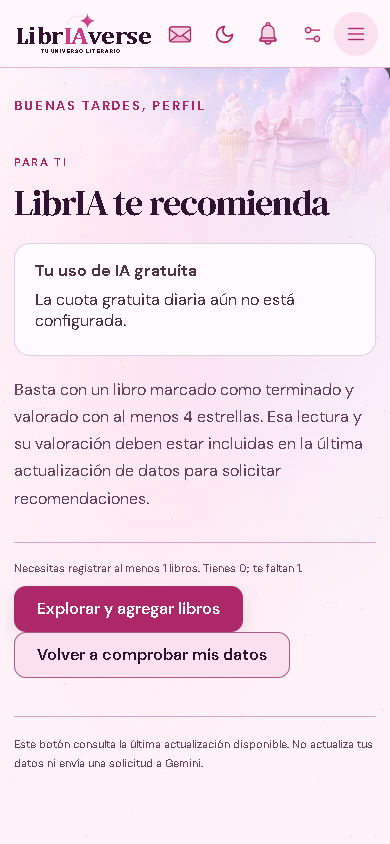 LibrIAverse
TU UNIVERSO LITERARIO
BUENAS TARDES, PERFIL
PARA TI
LibrIA te recomienda
Tu uso de IA gratuita
La cuota gratuita diaria aún no está
configurada.
Basta con un libro marcado como terminado y
valorado con al menos 4 estrellas. Esa lectura y
su valoración deben estar incluidas en la última
actualización de datos para solicitar
recomendaciones.
Necesitas registrar al menos 1 libros. Tienes 0; te faltan 1.
Explorar y agregar libros
Volver a comprobar mis datos
Este botón consulta la última actualización disponible. No actualiza tus
datos ni envía una solicitud a Gemini.